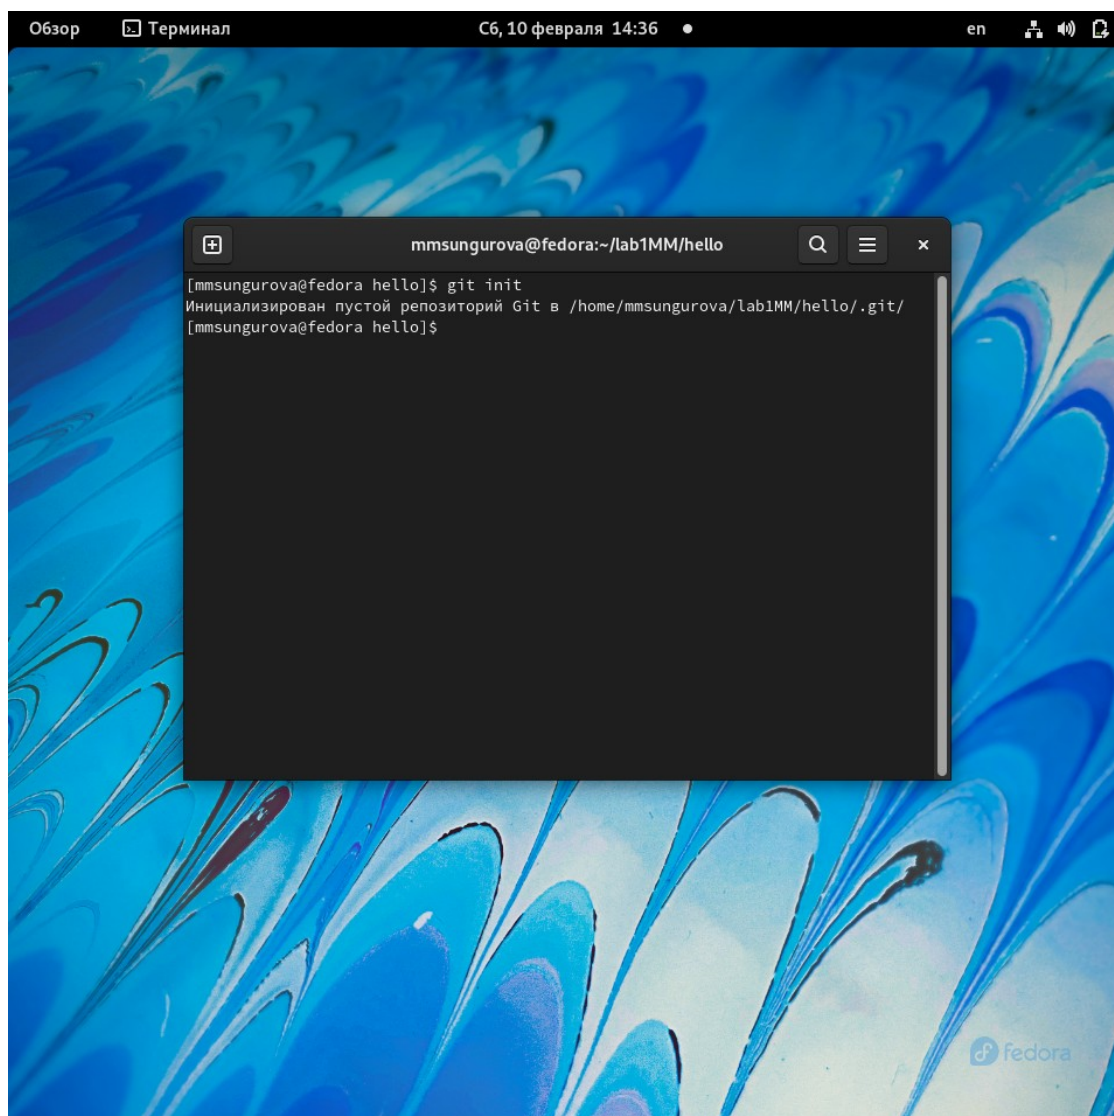 Обзор Терминал Сб, 10 февраля 14:36 en
mmsungurova@fedora:~/lab1MM/hello
[mmsungurova@fedora hello]$ git init
Инициализирован пустой репозиторий Git в /home/mmsungurova/lab1MM/hello/.git/
[mmsungurova@fedora hello]$
fedora